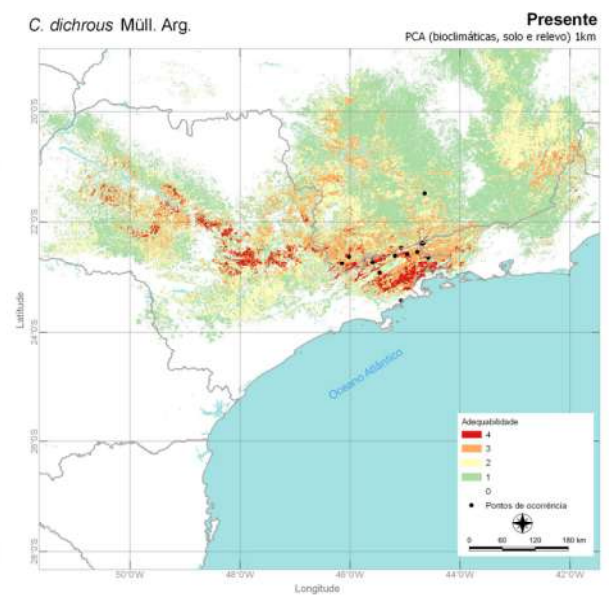 C. dichrous Müll. Arg.
Presente
PCA (bioclimáticas, solo e relevo) 1km
20°0'S
22°0'S
24°0'S
26°0'S
28°0'S
Latitude
Oceano Atlântico
Adequabilidade
4
3
2
1
0
Pontos de ocorrência
0 60 120 180 km
50°0'W 48°0'W 46°0'W 44°0'W 42°0'W
Longitude